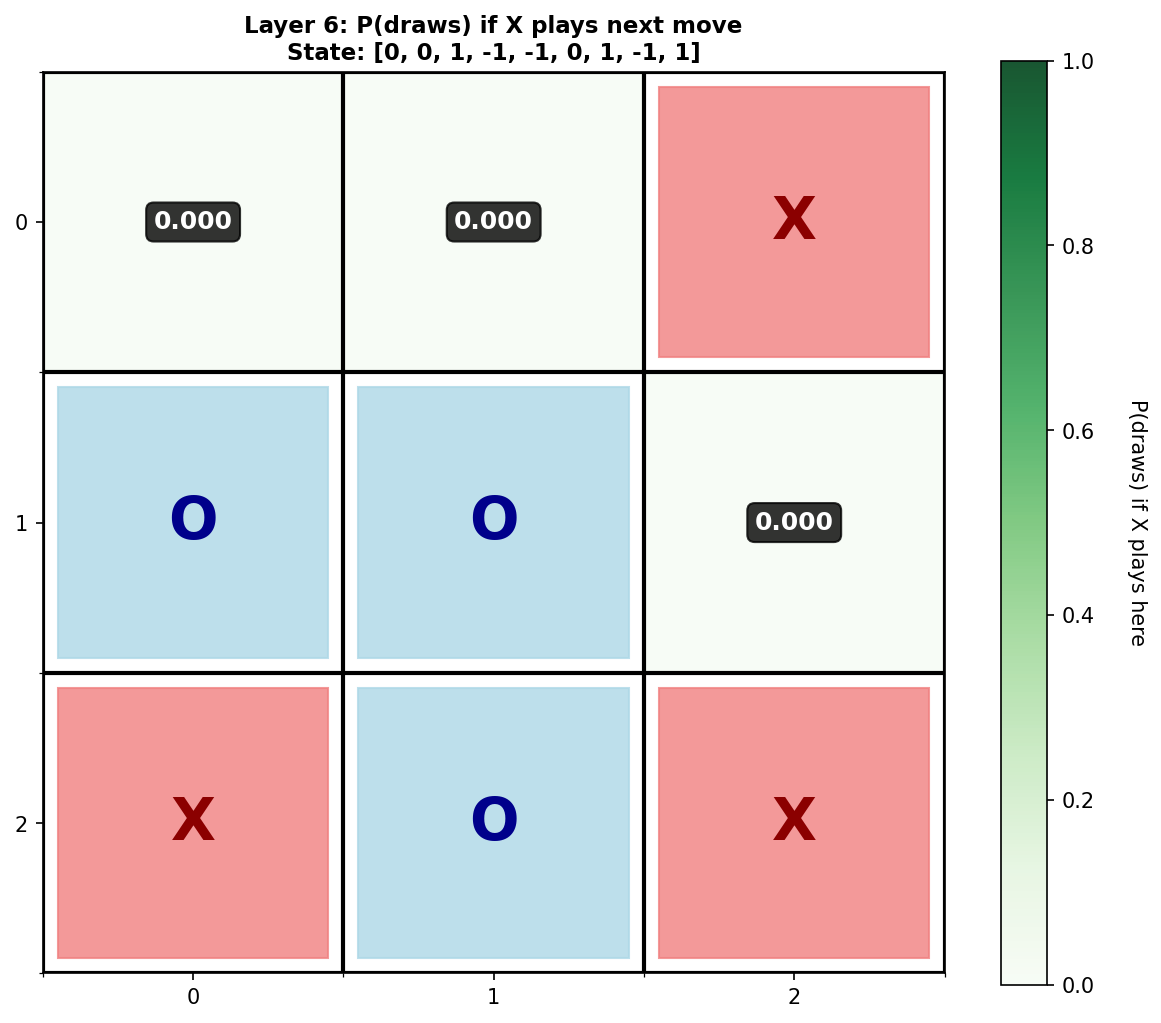 Layer 6: P(draws) if X plays next move
State: [0, 0, 1, -1, -1, 0, 1, -1, 1]
0
0.000
0.000
X
1
O
O
0.000
2
X
O
X
0
1
2
1.0
0.8
0.6
0.4
0.2
0.0
P(draws) if X plays here